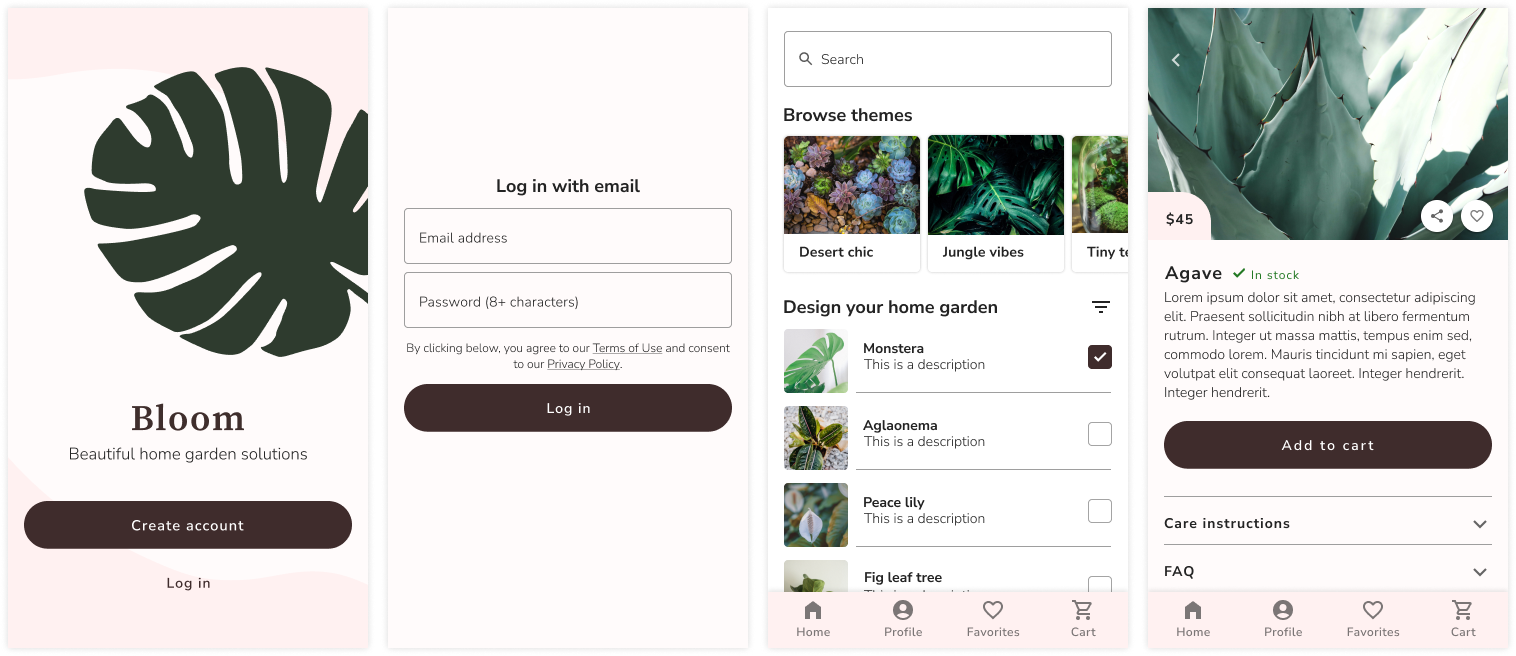 Bloom
Beautiful home garden solutions
Create account
Log in
Log in with email
Email address
Password (8+ characters)
By clicking below, you agree to our Terms of Use and consent
to our Privacy Policy.
Log in
Search
Browse themes
Desert chic
Jungle vibes
Tiny te
Design your home garden
Monstera
This is a description
Aglaonema
This is a description
Peace lily
This is a description
Fig leaf tree
Home
Profile
Favorites
Cart
$45
Agave
In stock
Lorem ipsum dolor sit amet, consectetur adipiscing
elit. Praesent sollicitudin nibh at libero fermentum
rutrum. Integer ut massa mattis, tempus enim sed,
commodo lorem. Mauris tincidunt mi sapien, eget
volutpat elit consequat laoreet. Integer hendrerit.
Integer hendrerit.
Add to cart
Care instructions
FAQ
Home
Profile
Favorites
Cart